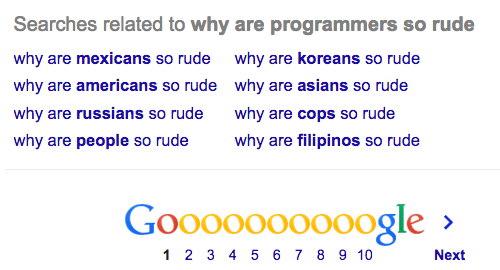 Searches related to why are programmers so rude
why are mexicans so rude why are koreans so rude
why are americans so rude why are asians so rude
why are russians so rude why are cops so rude
why are people so rude why are filipinos so rude
Goooooooooogle >
1 2 3 4 5 6 7 8 9 10 Next